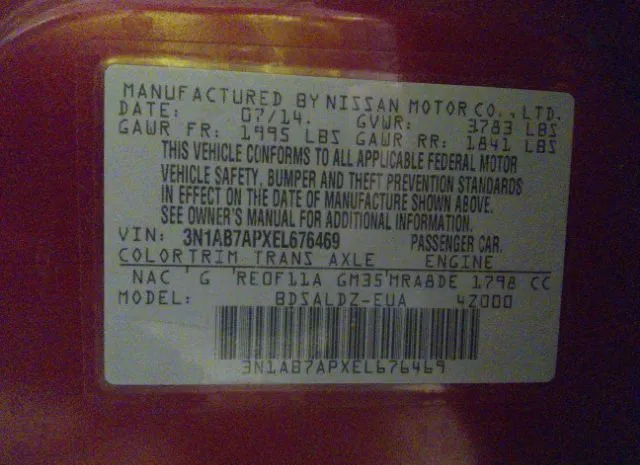 MANUFACTURED BY NISSAN MOTOR CO., LTD.
DATE: 07/14. GVWR: 3783 LBS
GAWR FR: 1995 LBS GAWR RR: 1841 LBS
THIS VEHICLE CONFORMS TO ALL APPLICABLE FEDERAL MOTOR
VEHICLE SAFETY, BUMPER AND THEFT PREVENTION STANDARDS
IN EFFECT ON THE DATE OF MANUFACTURE SHOWN ABOVE.
SEE OWNER'S MANUAL FOR ADDITIONAL INFORMATION.
VIN: 3N1AB7APXEL676469 PASSENGER CAR.
COLOR TRIM TRANS AXLE ENGINE
NAC G RE0F11A GM35 MRA8DE 1798 CC
MODEL: BDSALDZ-EUA 4Z000
3N1AB7APXEL676469